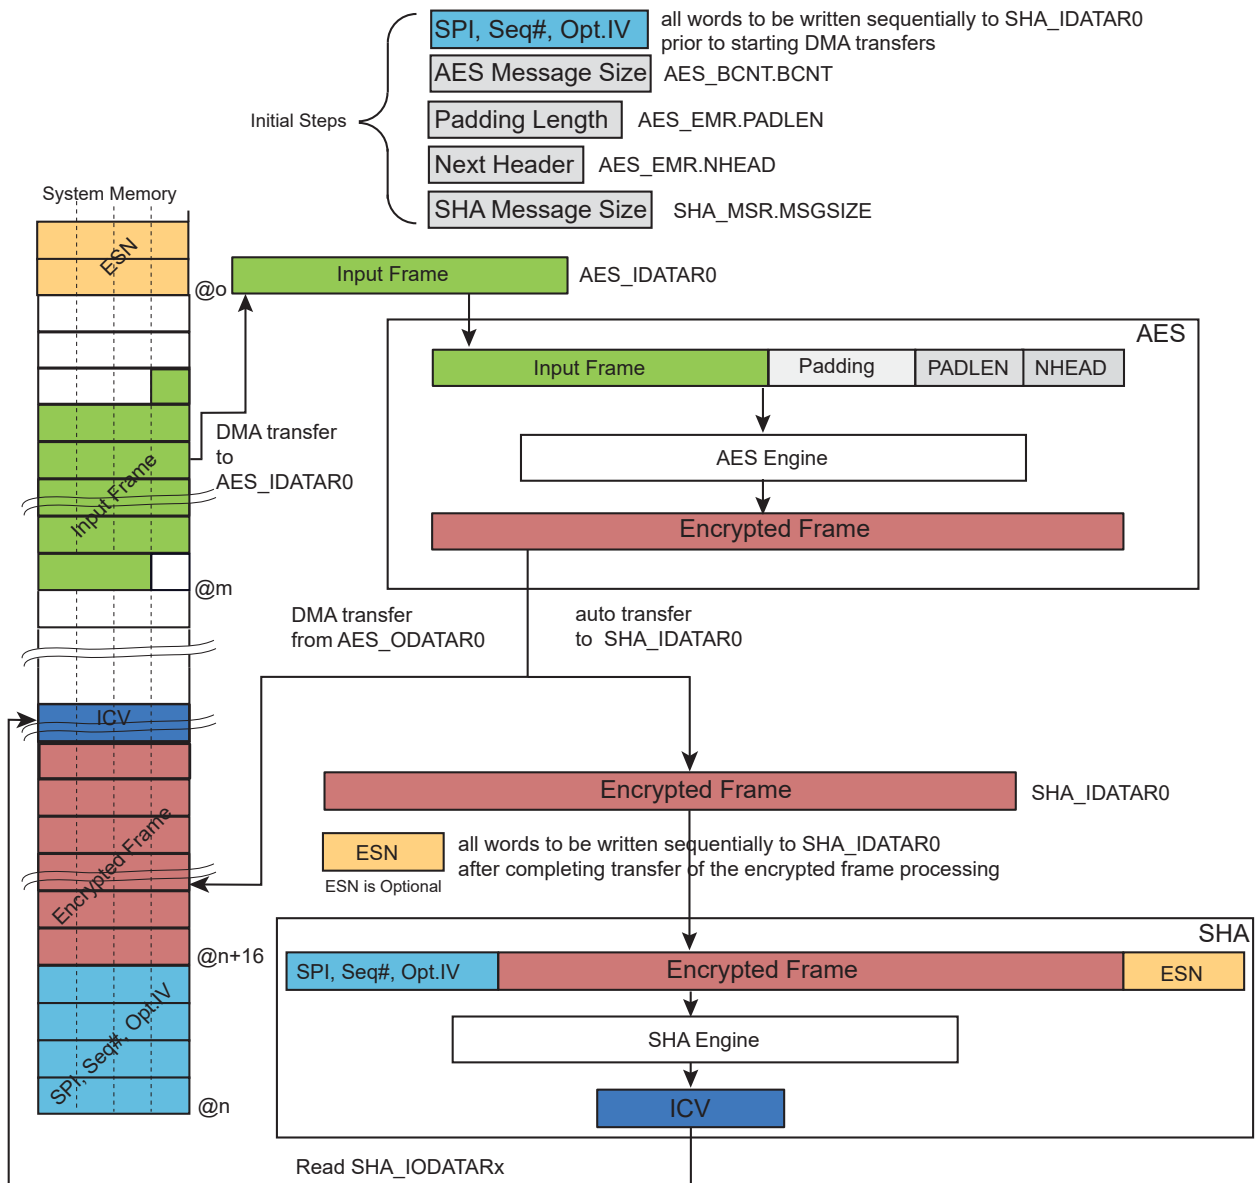 SPI, Seq#, Opt.IV
all words to be written sequentially to SHA_IDATAR0
prior to starting DMA transfers
AES Message Size
AES_BCNT.BCNT
Initial Steps
Padding Length
AES_EMR.PADLEN
Next Header
AES_EMR.NHEAD
SHA Message Size
SHA_MSR.MSGSIZE
System Memory
ESN
@o
Input Frame
AES_IDATAR0
AES
Input Frame
Padding
PADLEN
NHEAD
DMA transfer
to
AES_IDATAR0
AES Engine
Input Frame
Encrypted Frame
@m
DMA transfer
from AES_ODATAR0
auto transfer
to SHA_IDATAR0
ICV
Encrypted Frame
SHA_IDATAR0
ESN
all words to be written sequentially to SHA_IDATAR0
after completing transfer of the encrypted frame processing
ESN is Optional
Encrypted Frame
@n+16
SHA
SPI, Seq#, Opt.IV
Encrypted Frame
ESN
SPI, Seq#, Opt.IV
SHA Engine
@n
ICV
Read SHA_IODATARx